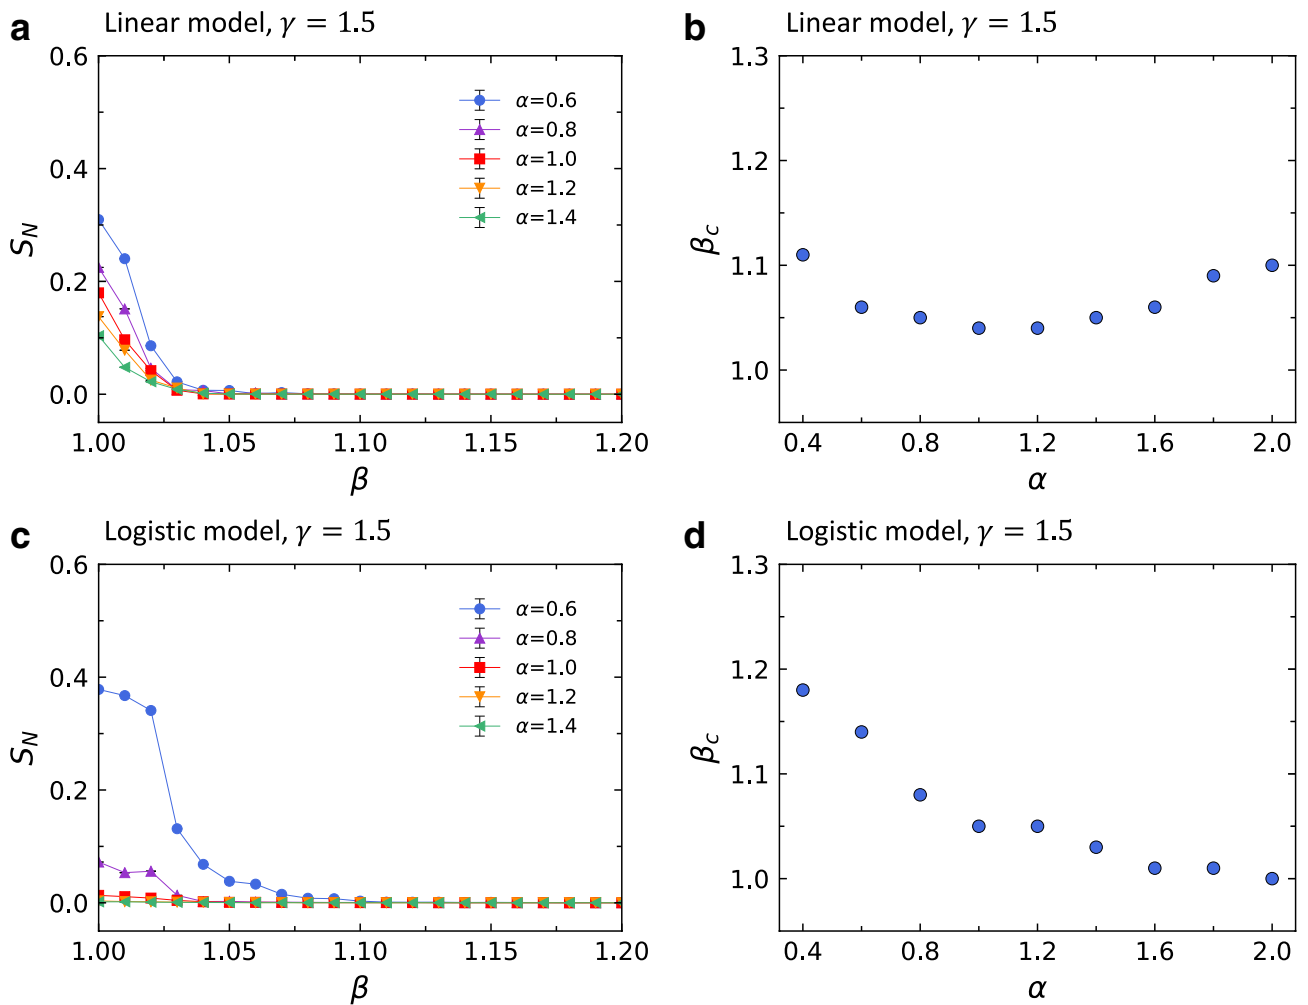 a Linear model, γ = 1.5
0.6
0.4
0.2
0.0
S_N
α=0.6
α=0.8
α=1.0
α=1.2
α=1.4
1.00 1.05 1.10 1.15 1.20
β
b Linear model, γ = 1.5
1.3
1.2
1.1
1.0
β_c
0.4 0.8 1.2 1.6 2.0
α
c Logistic model, γ = 1.5
0.6
0.4
0.2
0.0
S_N
α=0.6
α=0.8
α=1.0
α=1.2
α=1.4
1.00 1.05 1.10 1.15 1.20
β
d Logistic model, γ = 1.5
1.3
1.2
1.1
1.0
β_c
0.4 0.8 1.2 1.6 2.0
α